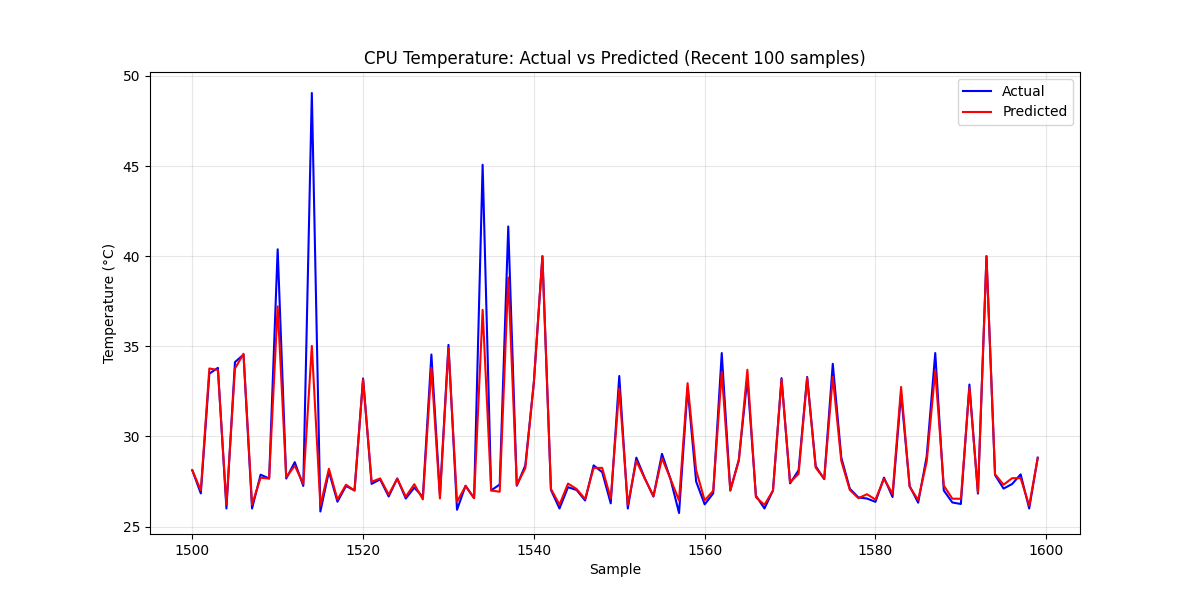 CPU Temperature: Actual vs Predicted (Recent 100 samples)
50
45
40
35
30
25
Temperature (°C)
Actual
Predicted
1500 1520 1540 1560 1580 1600
Sample